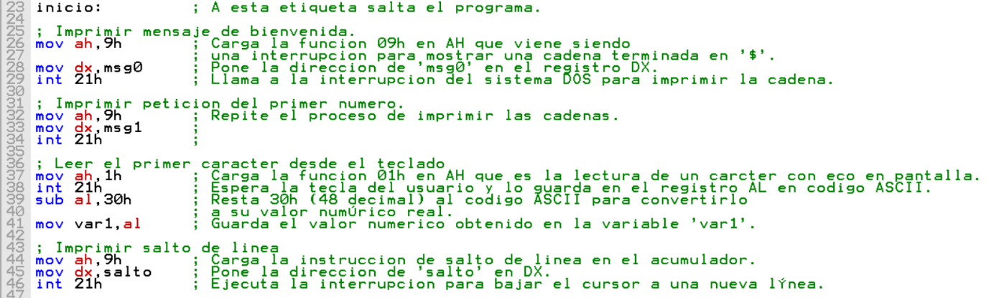 23 inicio:          ; A esta etiqueta salta el programa.
24
25 ; Imprimir mensaje de bienvenida.
26 mov ah,9h        ; Carga la funcion 09h en AH que viene siendo
27                  ; una interrupcion para mostrar una cadena terminada en '$'.
28 mov dx,msg0      ; Pone la direccion de 'msg0' en el registro DX.
29 int 21h          ; Llama a la interrupcion del sistema DOS para imprimir la cadena.
30
31 ; Imprimir peticion del primer numero.
32 mov ah,9h        ; Repite el proceso de imprimir las cadenas.
33 mov dx,msg1      ;
34 int 21h          ;
35
36 ; Leer el primer caracter desde el teclado
37 mov ah,1h        ; Carga la funcion 01h en AH que es la lectura de un carcter con eco en pantalla.
38 int 21h          ; Espera la tecla del usuario y lo guarda en el registro AL en codigo ASCII.
39 sub al,30h       ; Resta 30h (48 decimal) al codigo ASCII para convertirlo
40                  ; a su valor numÚrico real.
41 mov var1,al      ; Guarda el valor numerico obtenido en la variable 'var1'.
42
43 ; Imprimir salto de linea
44 mov ah,9h        ; Carga la instruccion de salto de linea en el acumulador.
45 mov dx,salto     ; Pone la direccion de 'salto' en DX.
46 int 21h          ; Ejecuta la interrupcion para bajar el cursor a una nueva lÝnea.
47